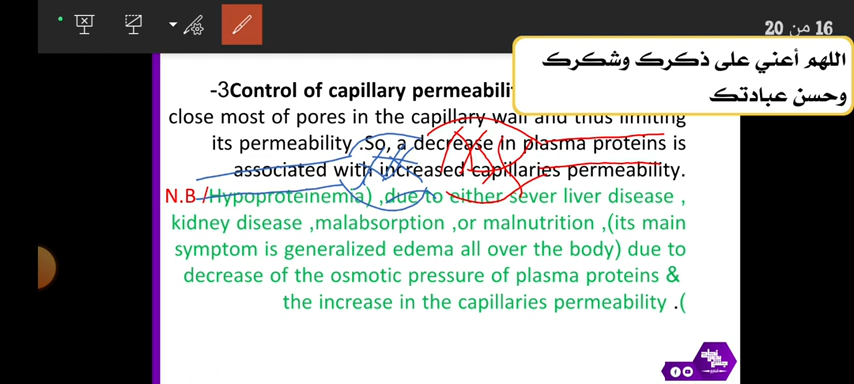 16 من 20
اللهم أعني على ذكرك وشكرك
وحسن عبادتك
-3Control of capillary permeabili
close most of pores in the capillary wall and thus limiting
its permeability .So, a decrease in plasma proteins is
associated with increased capillaries permeability.
N.B/Hypoproteinemia) ,due to either sever liver disease ,
kidney disease ,malabsorption ,or malnutrition ,(its main
symptom is generalized edema all over the body) due to
decrease of the osmotic pressure of plasma proteins &
the increase in the capillaries permeability .(